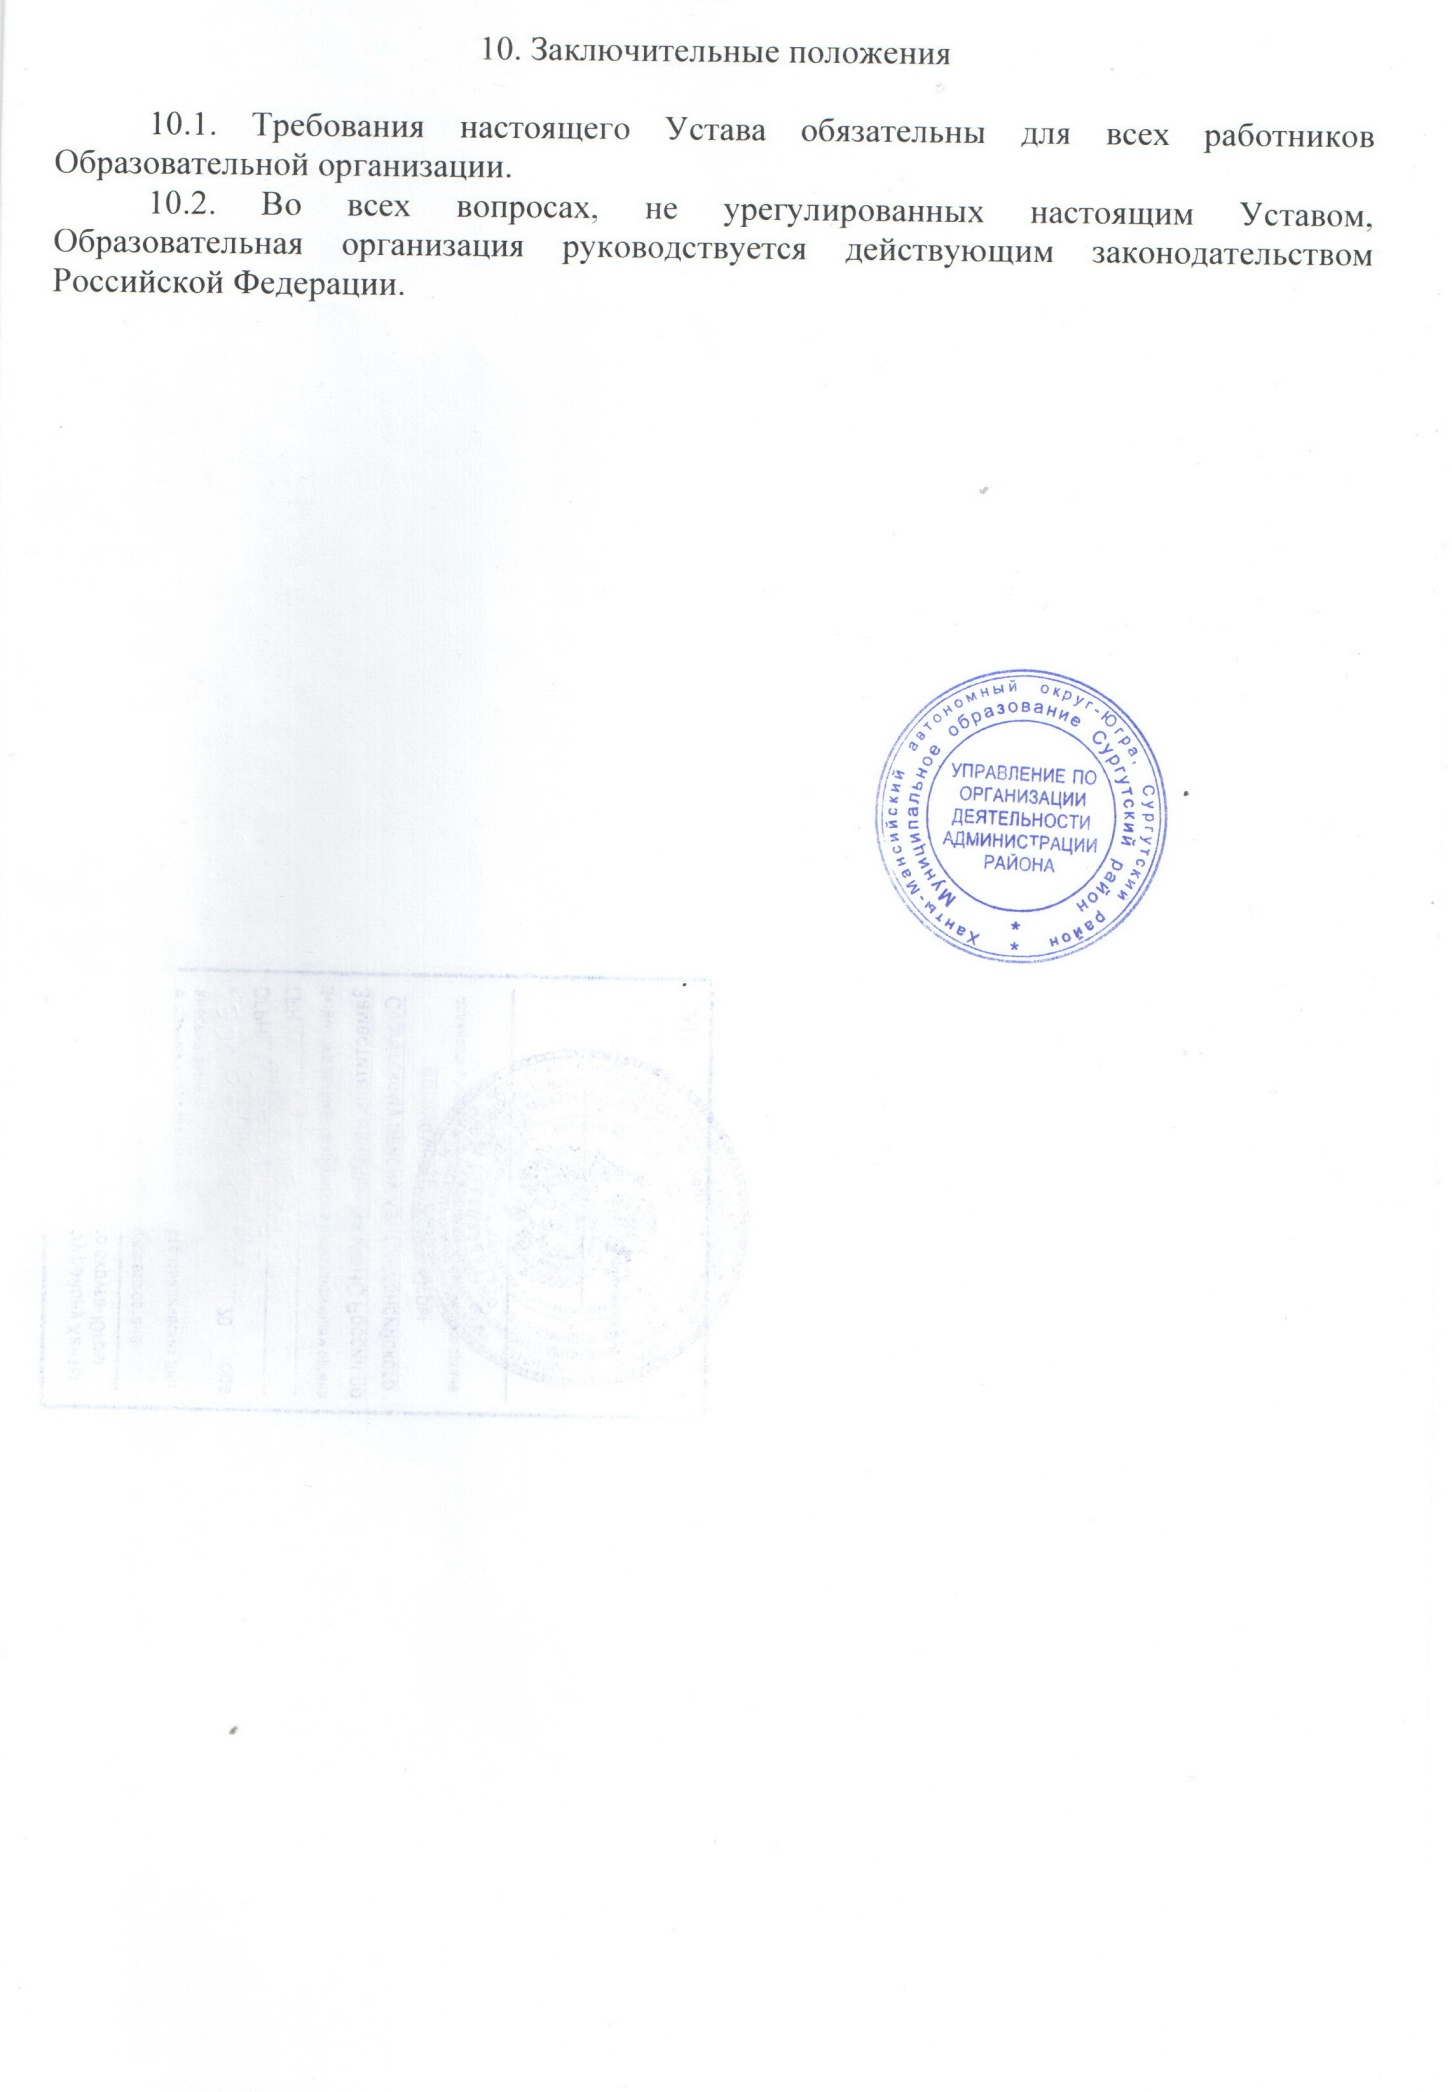 10. Заключительные положения
10.1. Требования настоящего Устава обязательны для всех работников
Образовательной организации.
10.2. Во всех вопросах, не урегулированных настоящим Уставом,
Образовательная организация руководствуется действующим законодательством
Российской Федерации.
Ханты-Мансийский автономный округ-Югра, Сургутский район *
Муниципальное образование Сургутский район *
УПРАВЛЕНИЕ ПО
ОРГАНИЗАЦИИ
ДЕЯТЕЛЬНОСТИ
АДМИНИСТРАЦИИ
РАЙОНА